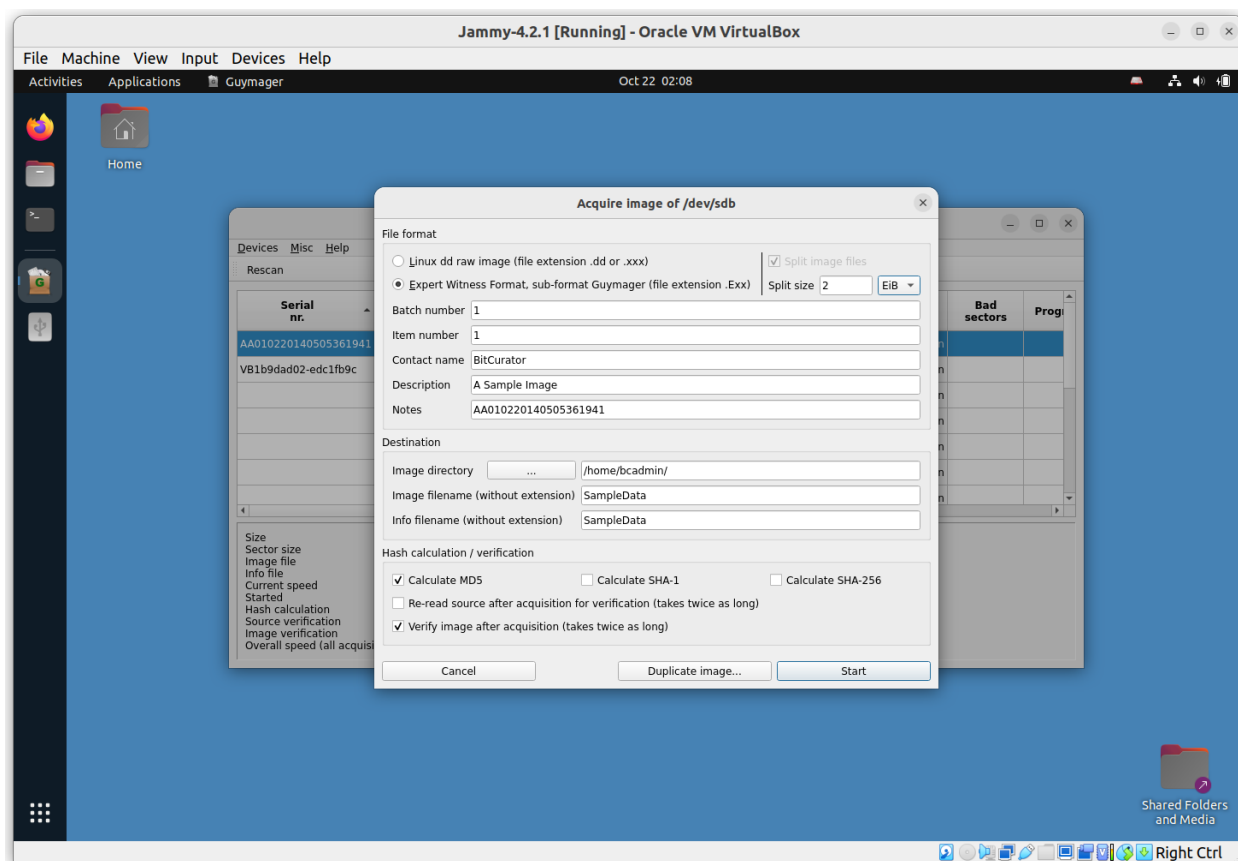 Jammy-4.2.1 [Running] - Oracle VM VirtualBox
File Machine View Input Devices Help
Activities Applications Guymager Oct 22 02:08
Home
Acquire image of /dev/sdb
File format
Linux dd raw image (file extension .dd or .xxx) Split image files
Expert Witness Format, sub-format Guymager (file extension .Exx) Split size 2 EiB
Batch number 1
Item number 1
Contact name BitCurator
Description A Sample Image
Notes AA010220140505361941
Destination
Image directory ... /home/bcadmin/
Image filename (without extension) SampleData
Info filename (without extension) SampleData
Hash calculation / verification
Calculate MD5 Calculate SHA-1 Calculate SHA-256
Re-read source after acquisition for verification (takes twice as long)
Verify image after acquisition (takes twice as long)
Cancel Duplicate image... Start
Devices Misc Help
Rescan
Serial nr. Bad sectors
AA010220140505361941
VB1b9dad02-edc1fb9c
Size
Sector size
Image file
Info file
Current speed
Started
Hash calculation
Source verification
Image verification
Overall speed (all
Shared Folders
and Media
Right Ctrl